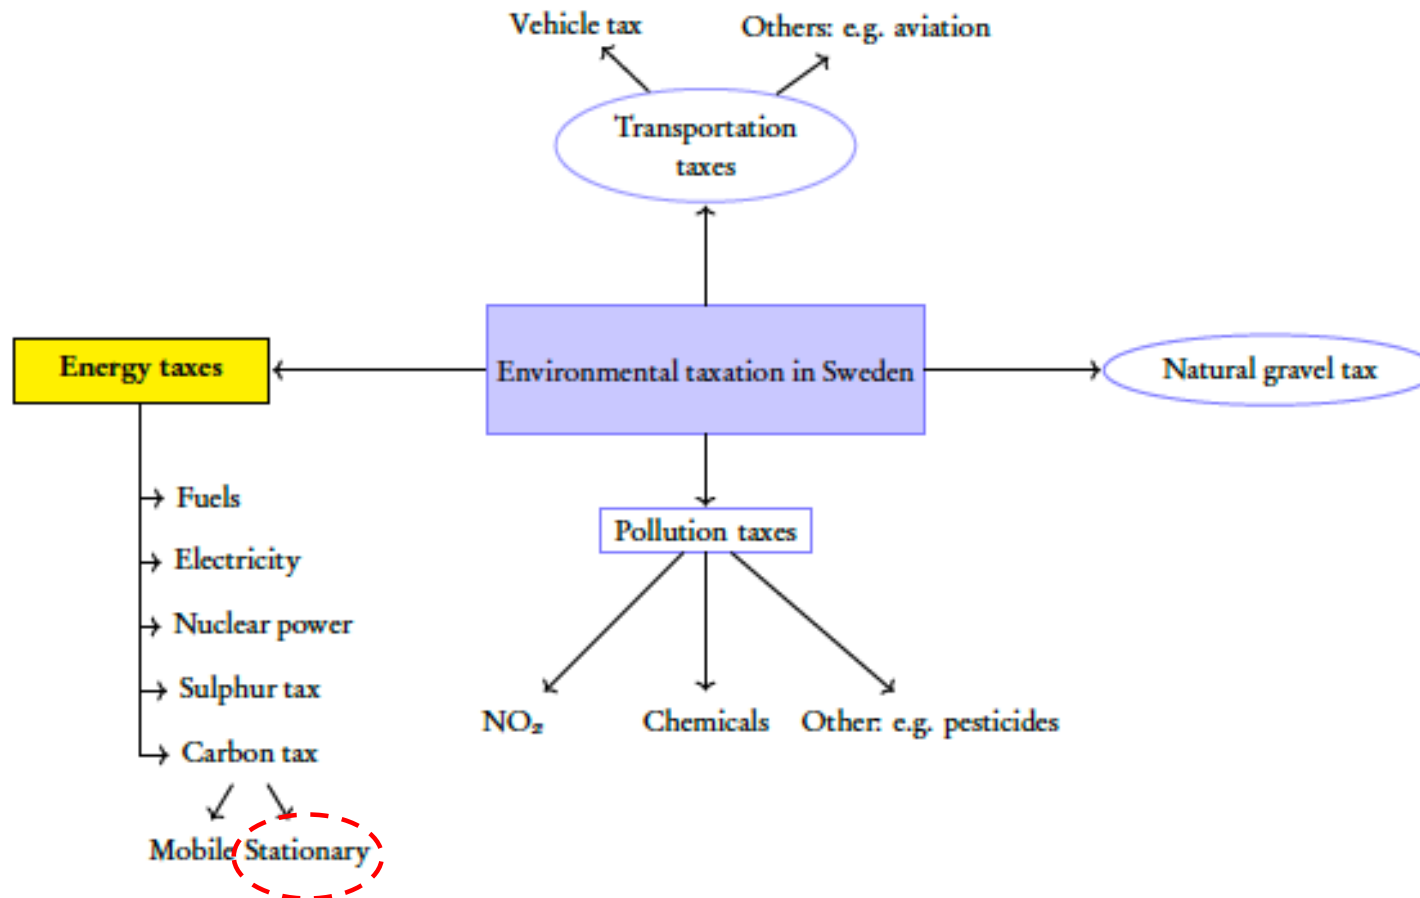 Vehicle tax
Others: e.g. aviation
Transportation
taxes
Energy taxes
Environmental taxation in Sweden
Natural gravel tax
Fuels
Electricity
Nuclear power
Sulphur tax
Carbon tax
Mobile
Stationary
Pollution taxes
NO₂
Chemicals
Other: e.g. pesticides